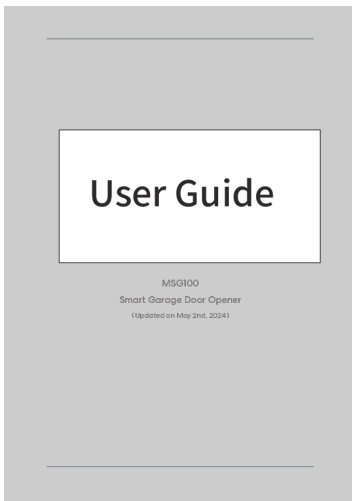 User Guide
MSG100
Smart Garage Door Opener
(Updated on May 2nd, 2024)